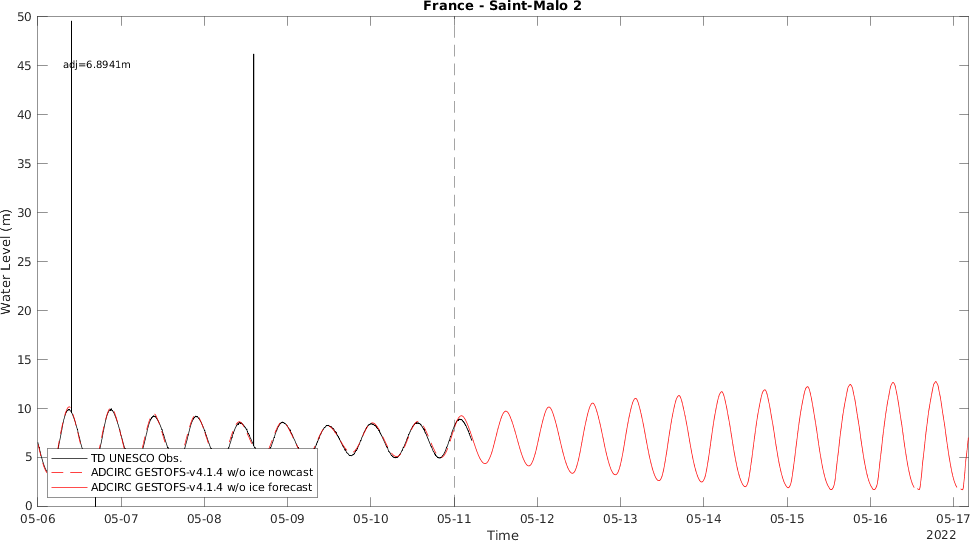 France - Saint-Malo 2
50
45
40
35
30
25
20
15
10
5
0
Water Level (m)
adj=6.8941m
TD UNESCO Obs.
ADCIRC GESTOFS-v4.1.4 w/o ice nowcast
ADCIRC GESTOFS-v4.1.4 w/o ice forecast
05-06 05-07 05-08 05-09 05-10 05-11 05-12 05-13 05-14 05-15 05-16 05-17
Time
2022